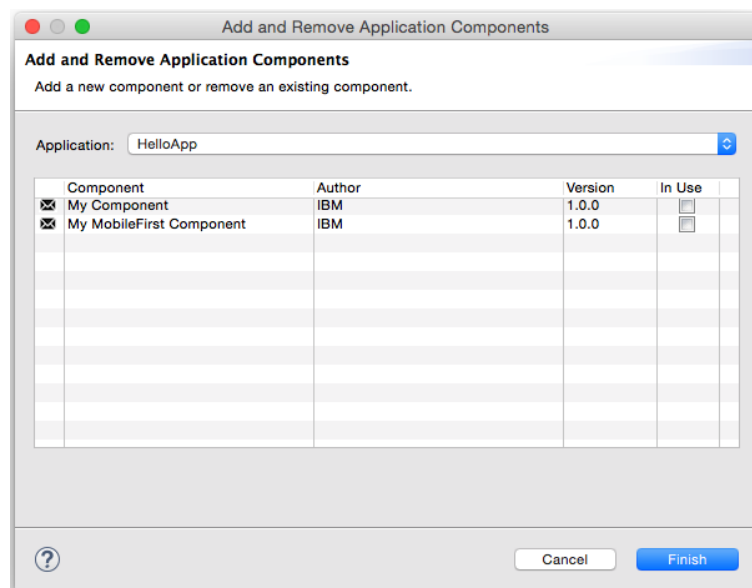 Add and Remove Application Components
Add and Remove Application Components
Add a new component or remove an existing component.
Application: HelloApp
Component Author Version In Use
My Component IBM 1.0.0
My MobileFirst Component IBM 1.0.0
? Cancel Finish